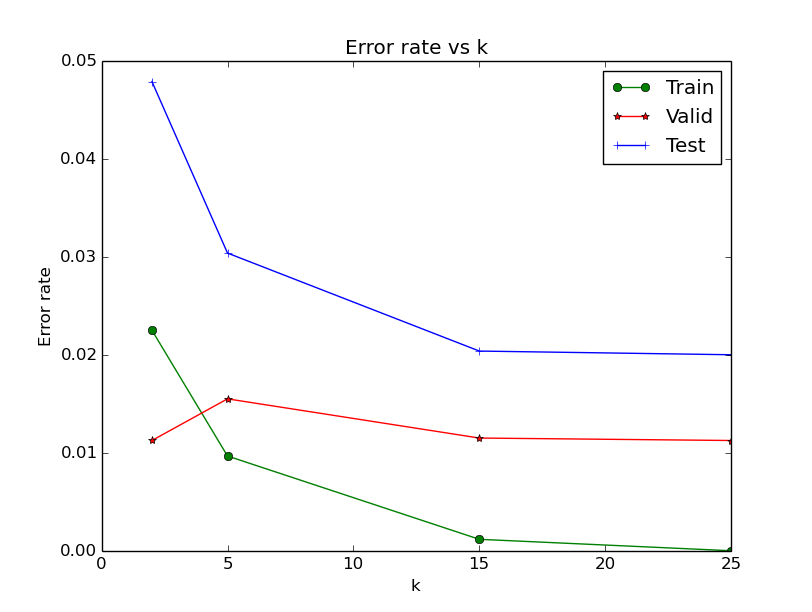 Error rate vs k
0.05
0.04
0.03
0.02
0.01
0.00
Error rate
Train
Valid
Test
0 5 10 15 20 25
k